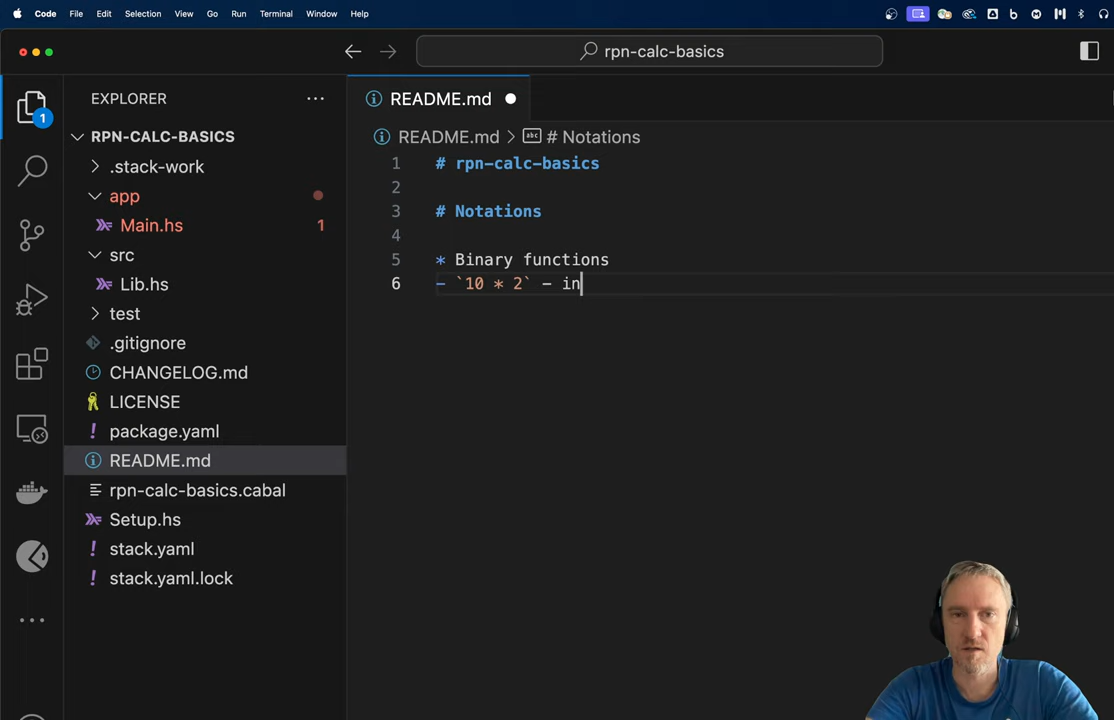 Code File Edit Selection View Go Run Terminal Window Help
rpn-calc-basics
EXPLORER
README.md
1
RPN-CALC-BASICS
README.md > # Notations
.stack-work
app
Main.hs 1
src
Lib.hs
test
.gitignore
CHANGELOG.md
LICENSE
package.yaml
README.md
rpn-calc-basics.cabal
Setup.hs
stack.yaml
stack.yaml.lock
1 # rpn-calc-basics
2
3 # Notations
4
5 * Binary functions
6 - `10 * 2` - in